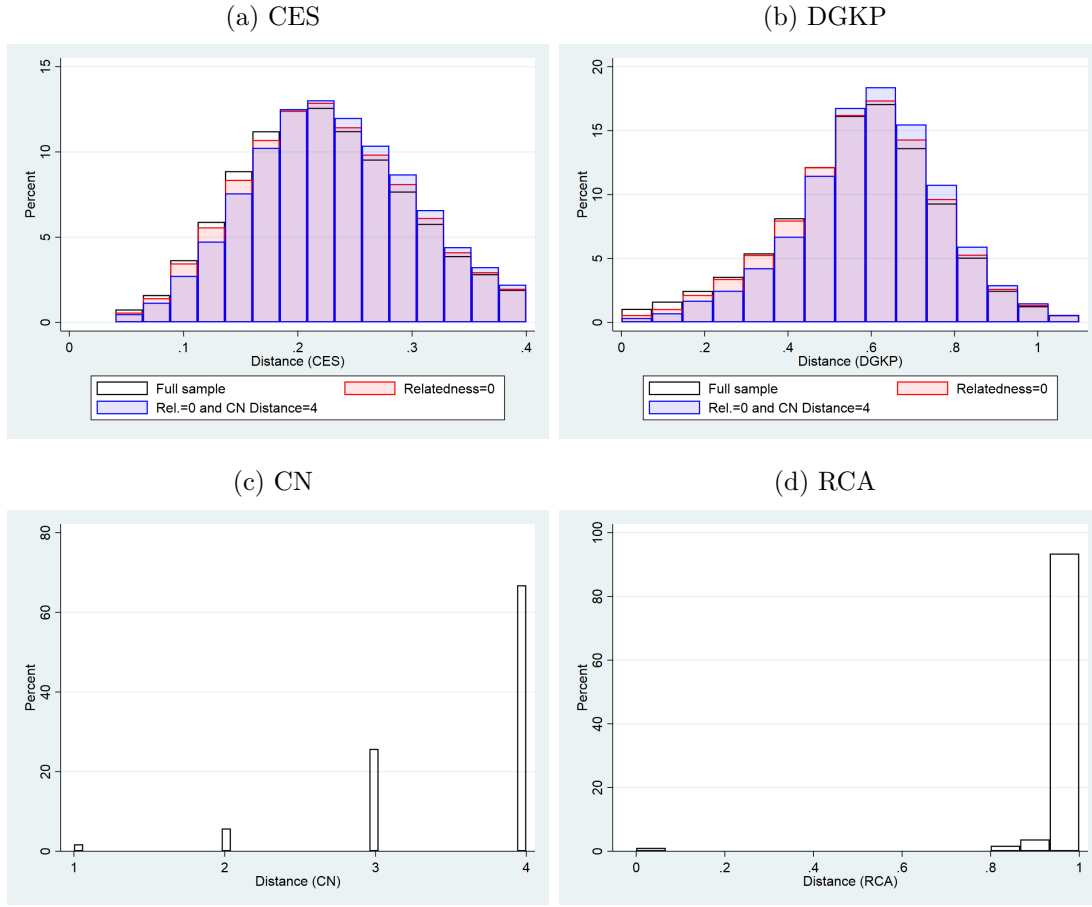 (a) CES
(b) DGKP
15
10
5
0
Percent
0 .1 .2 .3 .4
Distance (CES)
Full sample
Relatedness=0
Rel.=0 and CN Distance=4
20
15
10
5
0
Percent
0 .2 .4 .6 .8 1
Distance (DGKP)
Full sample
Relatedness=0
Rel.=0 and CN Distance=4
(c) CN
(d) RCA
80
60
40
20
0
Percent
1 2 3 4
Distance (CN)
100
80
60
40
20
0
Percent
0 .2 .4 .6 .8 1
Distance (RCA)